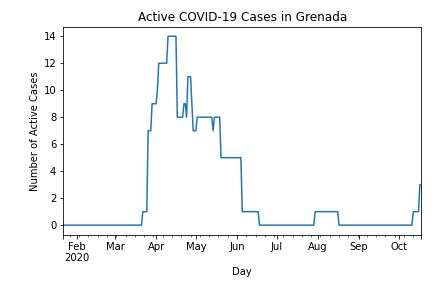 Active COVID-19 Cases in Grenada
Number of Active Cases
14
12
10
8
6
4
2
0
Feb Mar Apr May Jun Jul Aug Sep Oct
2020
Day